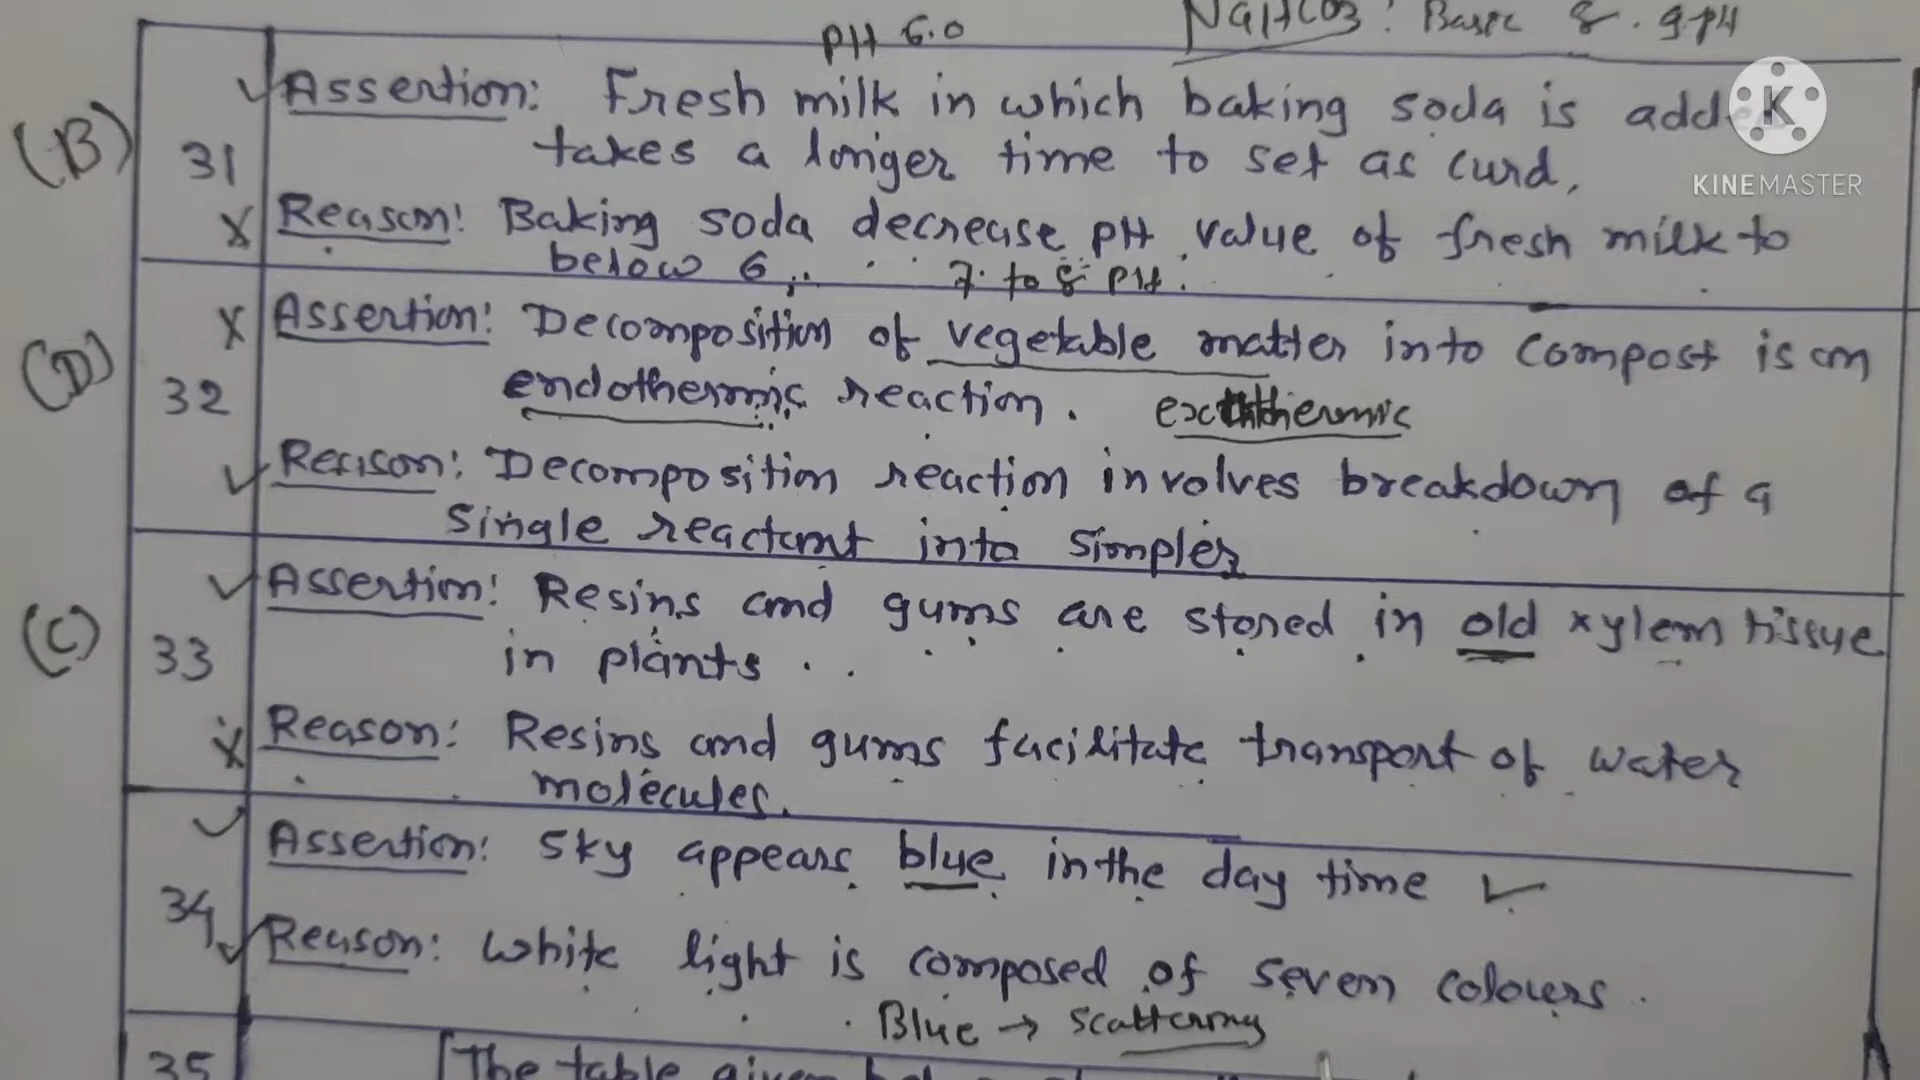 PH 6.0
NaHCO3: Basic 8.9 pH
K
KINEMASTER
(B)
31
Assertion: Fresh milk in which baking soda is added
takes a longer time to set as curd.
Reason: Baking soda decrease pH value of fresh milk to
below 6
7 to 8 PH.
(D)
32
Assertion: Decomposition of vegetable matter into compost is an
endothermic reaction. exothermic
Reason: Decomposition reaction involves breakdown of a
single reactant into simpler
(C)
33
Assertion: Resins and gums are stored in old xylem tissue
in plants.
Reason: Resins and gums facilitate transport of water
molecules.
34
Assertion: Sky appears blue in the day time
Reason: White light is composed of seven colours.
Blue → Scattering
35
The table given